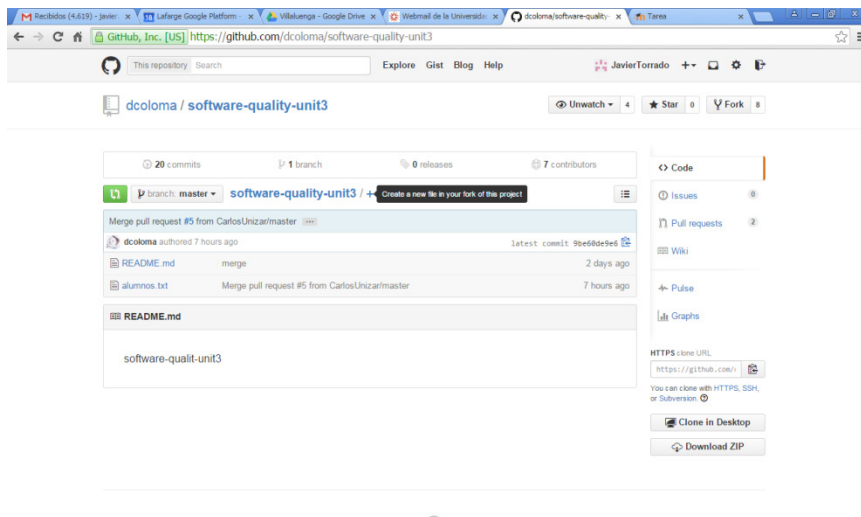 Recibidos (4.619) - javier.
Lafarge Google Platform -
Villaluenga - Google Drive
Webmail de la Universida
dcoloma/software-quality-
Tarea
GitHub, Inc. [US] https://github.com/dcoloma/software-quality-unit3
This repository Search
Explore Gist Blog Help
JavierTorrado
dcoloma / software-quality-unit3
Unwatch 4
Star 0
Fork 8
20 commits
1 branch
0 releases
7 contributors
branch: master
software-quality-unit3 / +
Create a new file in your fork of this project
Merge pull request #5 from CarlosUnizar/master ...
dcoloma authored 7 hours ago
latest commit 9be60de9e6
README.md merge 2 days ago
alumnos.txt Merge pull request #5 from CarlosUnizar/master 7 hours ago
README.md
software-qualit-unit3
Code
Issues 0
Pull requests 2
Wiki
Pulse
Graphs
HTTPS clone URL
https://github.com/
You can clone with HTTPS, SSH,
or Subversion.
Clone in Desktop
Download ZIP